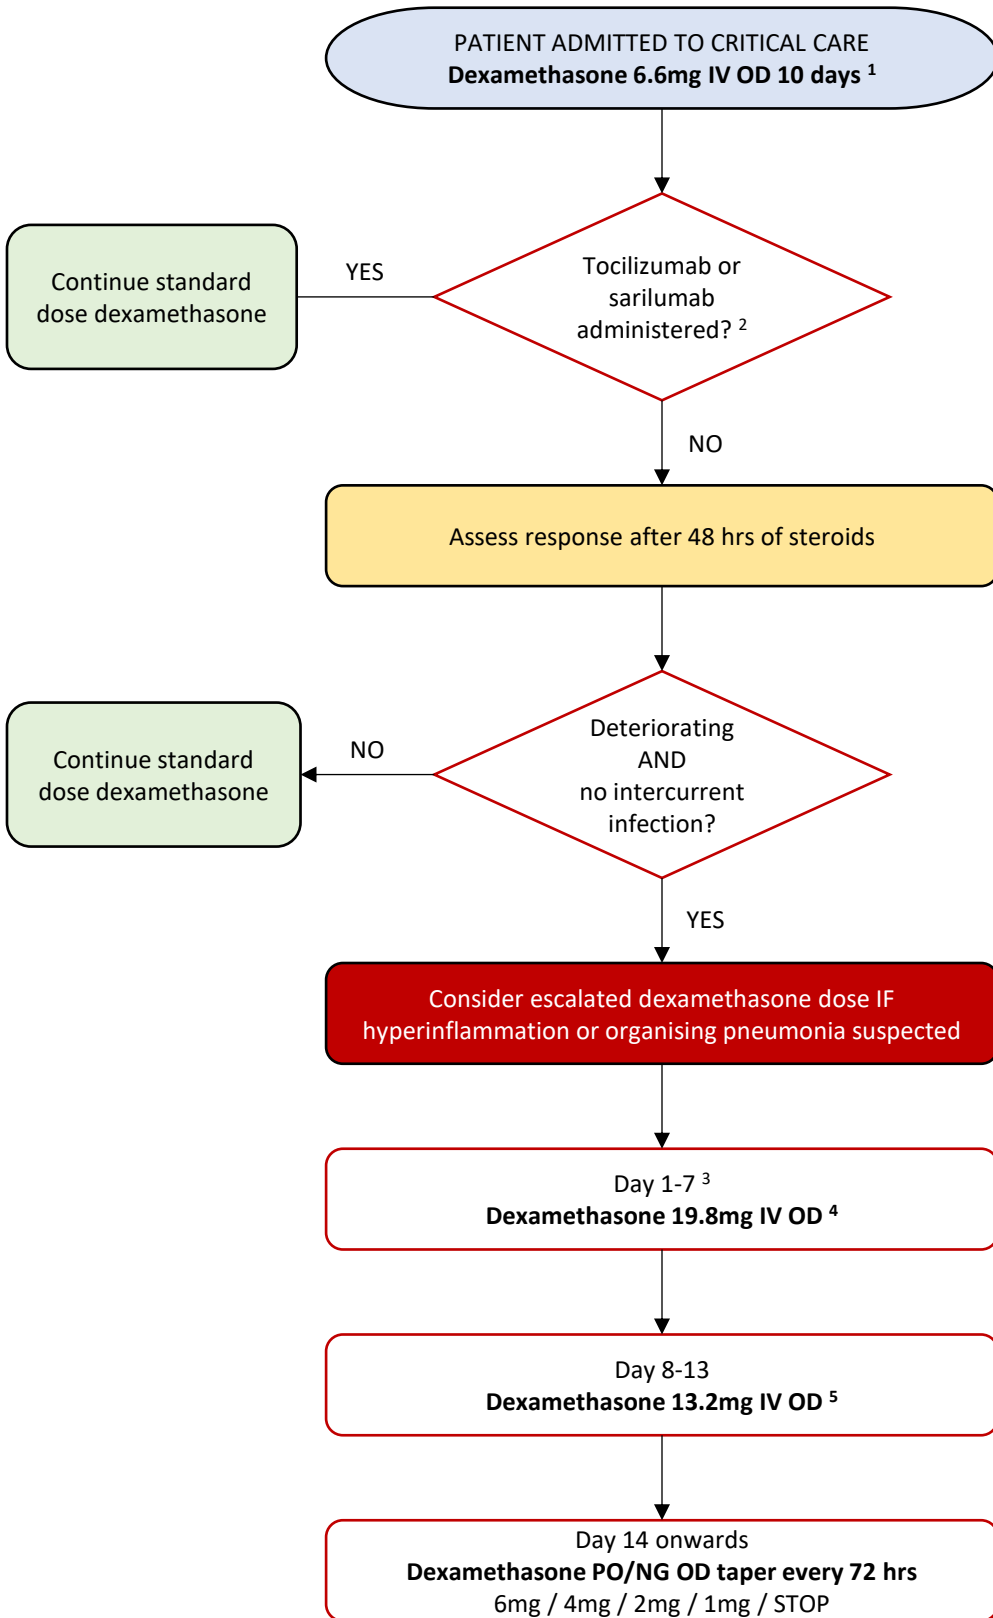 PATIENT ADMITTED TO CRITICAL CARE
Dexamethasone 6.6mg IV OD 10 days 1
Tocilizumab or
sarilumab
administered? 2
YES
Continue standard
dose dexamethasone
NO
Assess response after 48 hrs of steroids
Deteriorating
AND
no intercurrent
infection?
NO
Continue standard
dose dexamethasone
YES
Consider escalated dexamethasone dose IF
hyperinflammation or organising pneumonia suspected
Day 1-7 3
Dexamethasone 19.8mg IV OD 4
Day 8-13
Dexamethasone 13.2mg IV OD 5
Day 14 onwards
Dexamethasone PO/NG OD taper every 72 hrs
6mg / 4mg / 2mg / 1mg / STOP